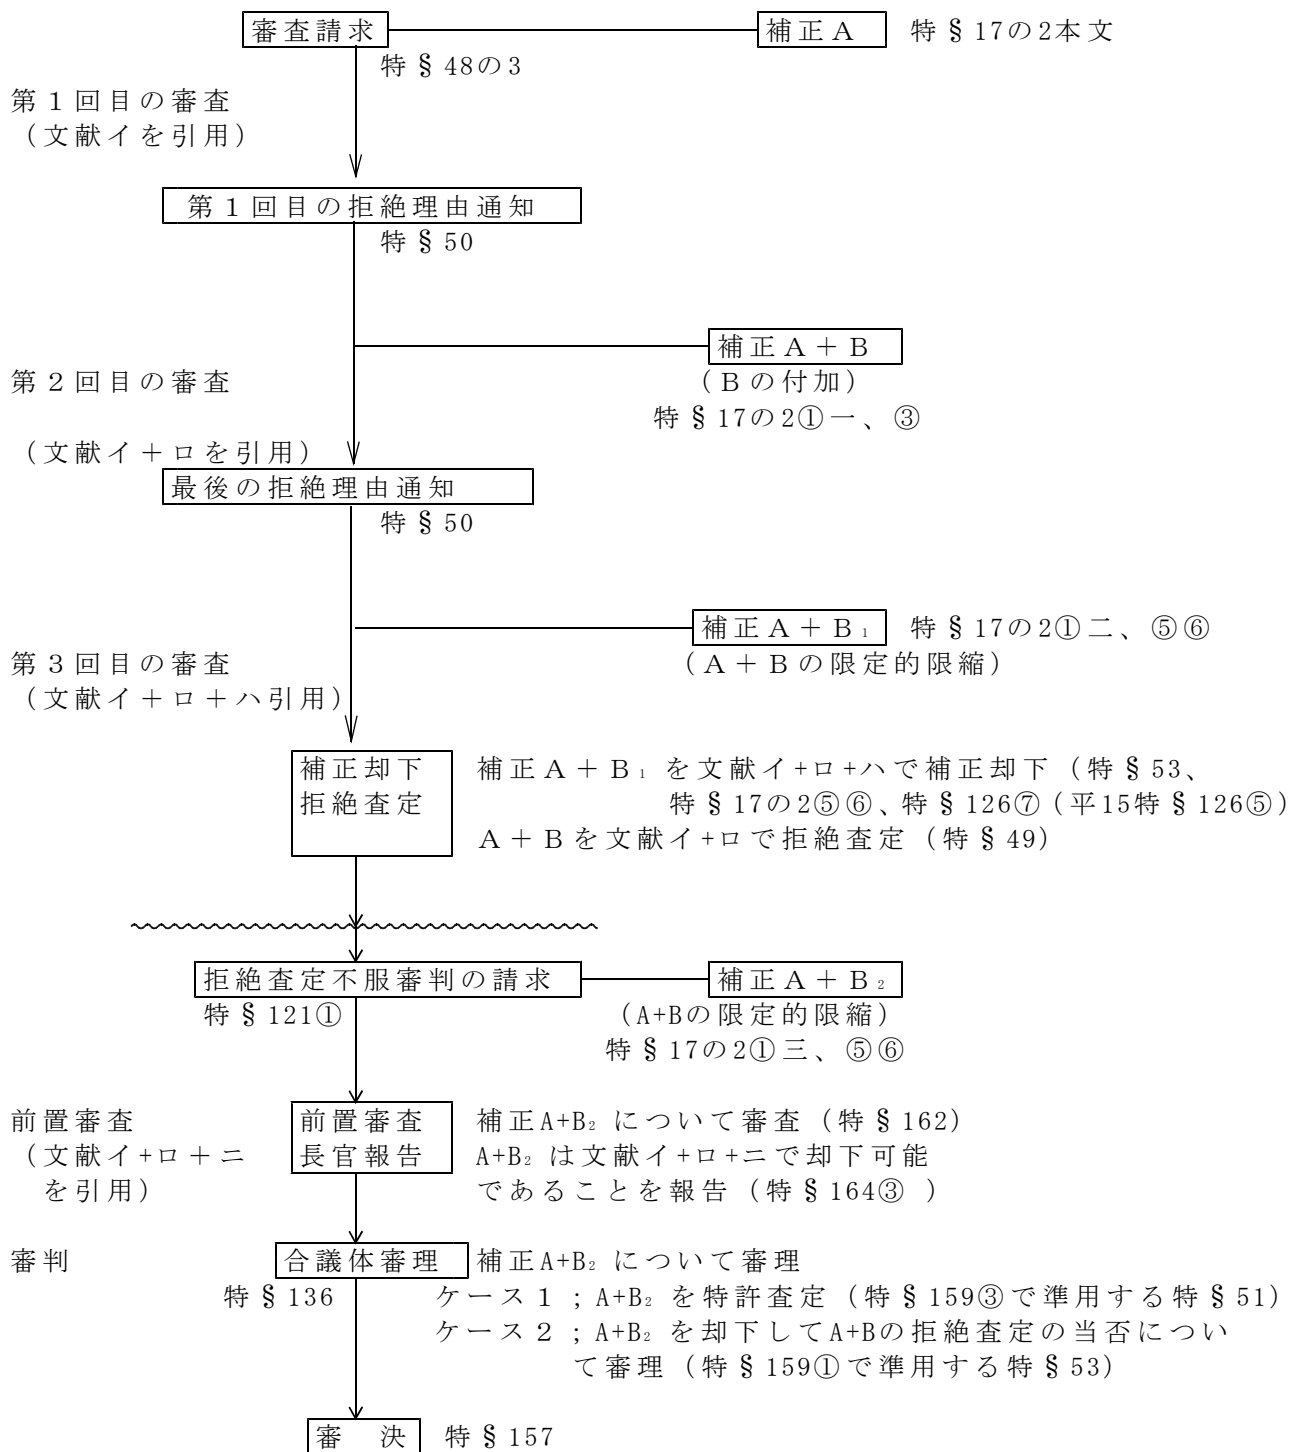 審査請求 補正A 特§17の2本文
特§48の3
第1回目の審査
(文献イを引用)
第1回目の拒絶理由通知
特§50
補正A+B
第2回目の審査 (Bの付加)
特§17の2①一、③
(文献イ+ロを引用)
最後の拒絶理由通知
特§50
補正A+B₁ 特§17の2①二、⑤⑥
第3回目の審査 (A+Bの限定的限縮)
(文献イ+ロ+ハ引用)
補正却下 補正A+B₁を文献イ+ロ+ハで補正却下(特§53、
拒絶査定 特§17の2⑤⑥、特§126⑦(平15特§126⑤)
A+Bを文献イ+ロで拒絶査定(特§49)
拒絶査定不服審判の請求 補正A+B₂
特§121① (A+Bの限定的限縮)
特§17の2①三、⑤⑥
前置審査 前置審査 補正A+B₂について審査(特§162)
(文献イ+ロ+ニ 長官報告 A+B₂は文献イ+ロ+ニで却下可能
を引用) であることを報告(特§164③ )
審判 合議体審理 補正A+B₂について審理
特§136 ケース1;A+B₂を特許査定(特§159③で準用する特§51)
ケース2;A+B₂を却下してA+Bの拒絶査定の当否につい
て審理(特§159①で準用する特§53)
審 決 特§157